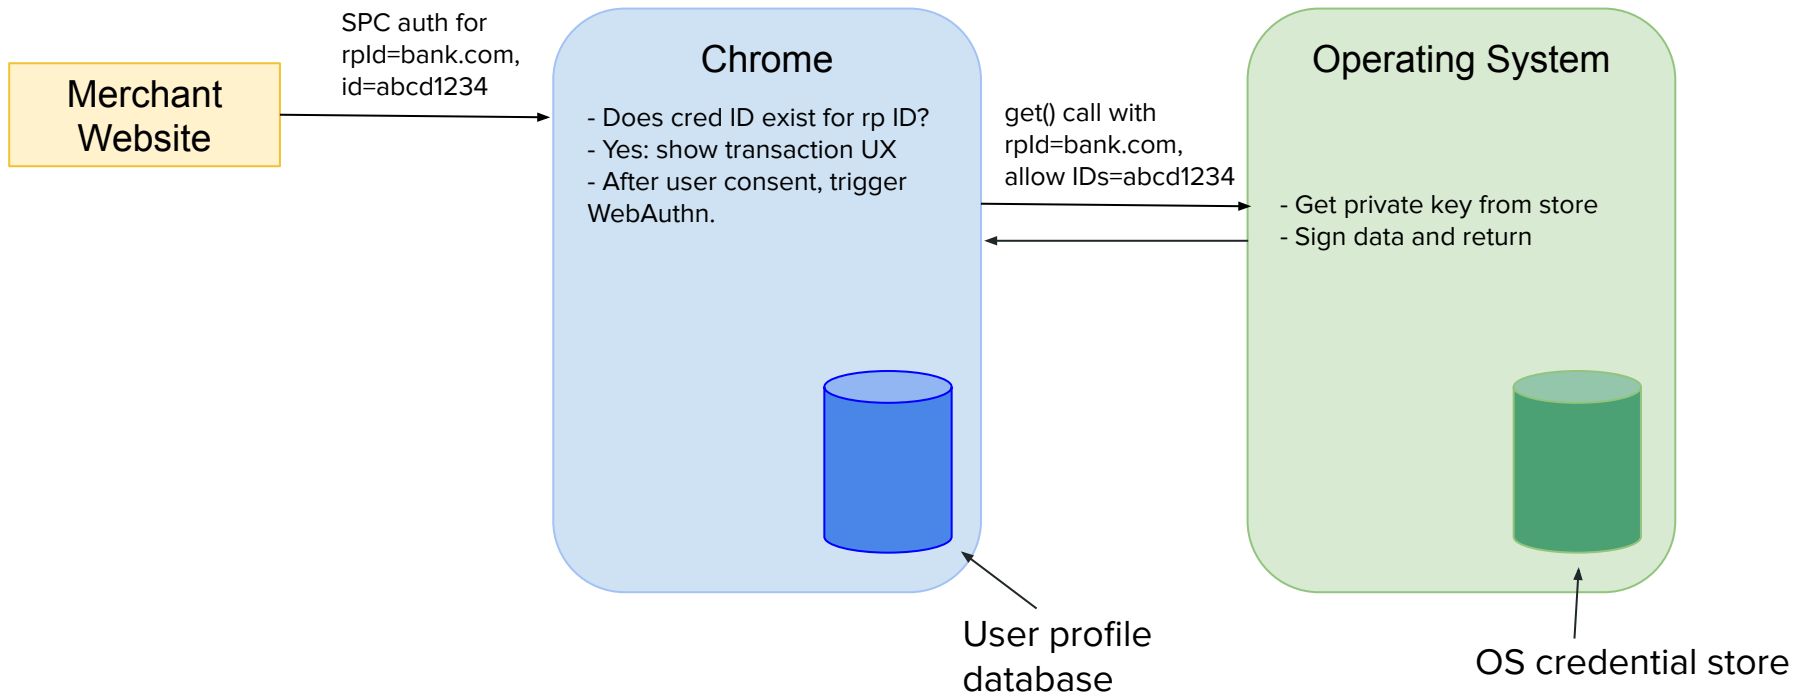 Merchant
Website
SPC auth for
rpId=bank.com,
id=abcd1234
Chrome
- Does cred ID exist for rp ID?
- Yes: show transaction UX
- After user consent, trigger
WebAuthn.
get() call with
rpId=bank.com,
allow IDs=abcd1234
Operating System
- Get private key from store
- Sign data and return
User profile
database
OS credential store